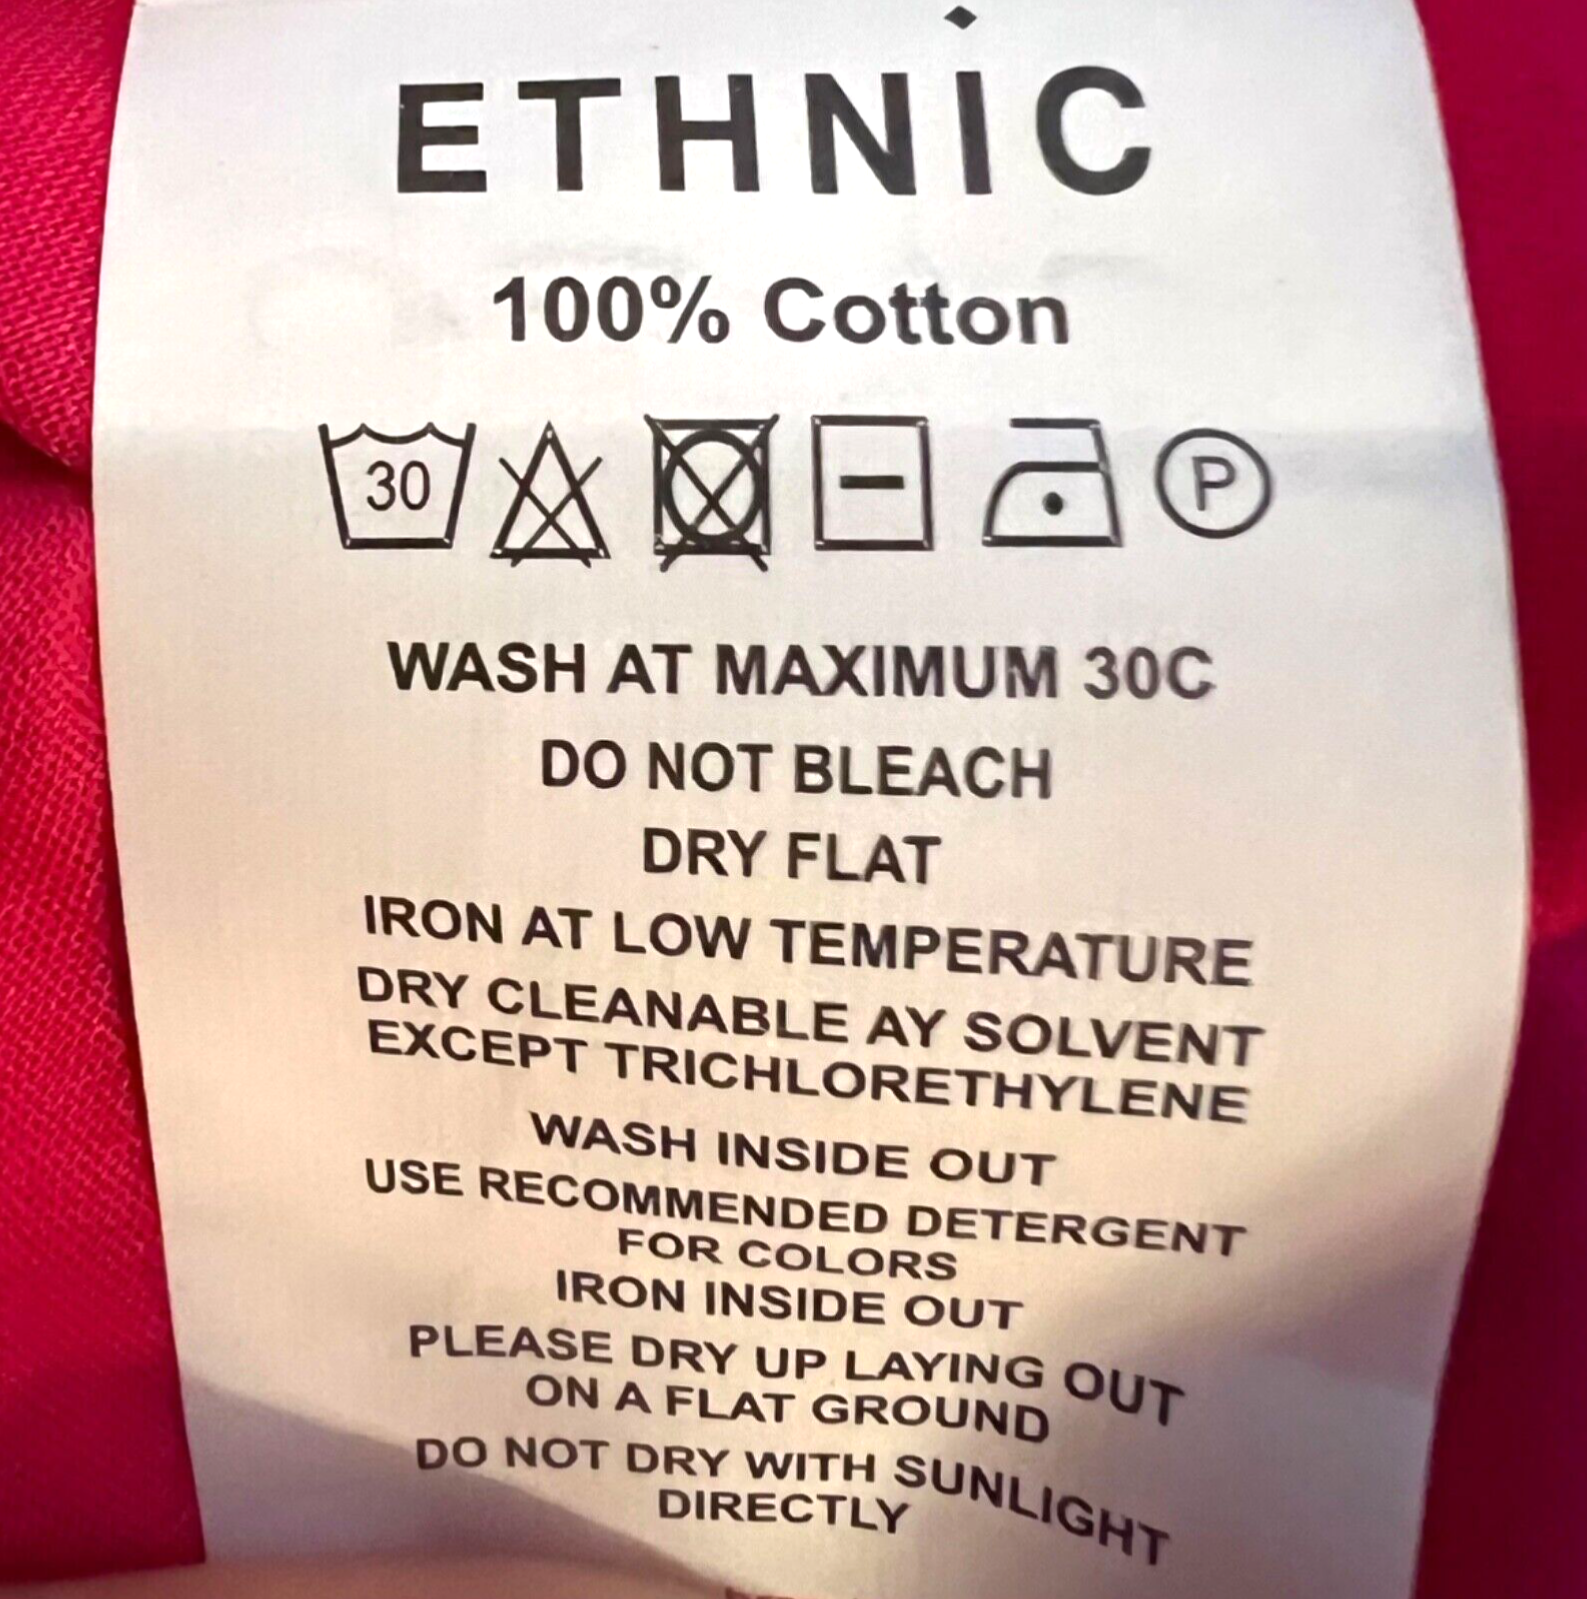 ETHNiC
100% Cotton
30 P
WASH AT MAXIMUM 30C
DO NOT BLEACH
DRY FLAT
IRON AT LOW TEMPERATURE
DRY CLEANABLE AY SOLVENT
EXCEPT TRICHLORETHYLENE
WASH INSIDE OUT
USE RECOMMENDED DETERGENT
FOR COLORS
IRON INSIDE OUT
PLEASE DRY UP LAYING OUT
ON A FLAT GROUND
DO NOT DRY WITH SUNLIGHT
DIRECTLY